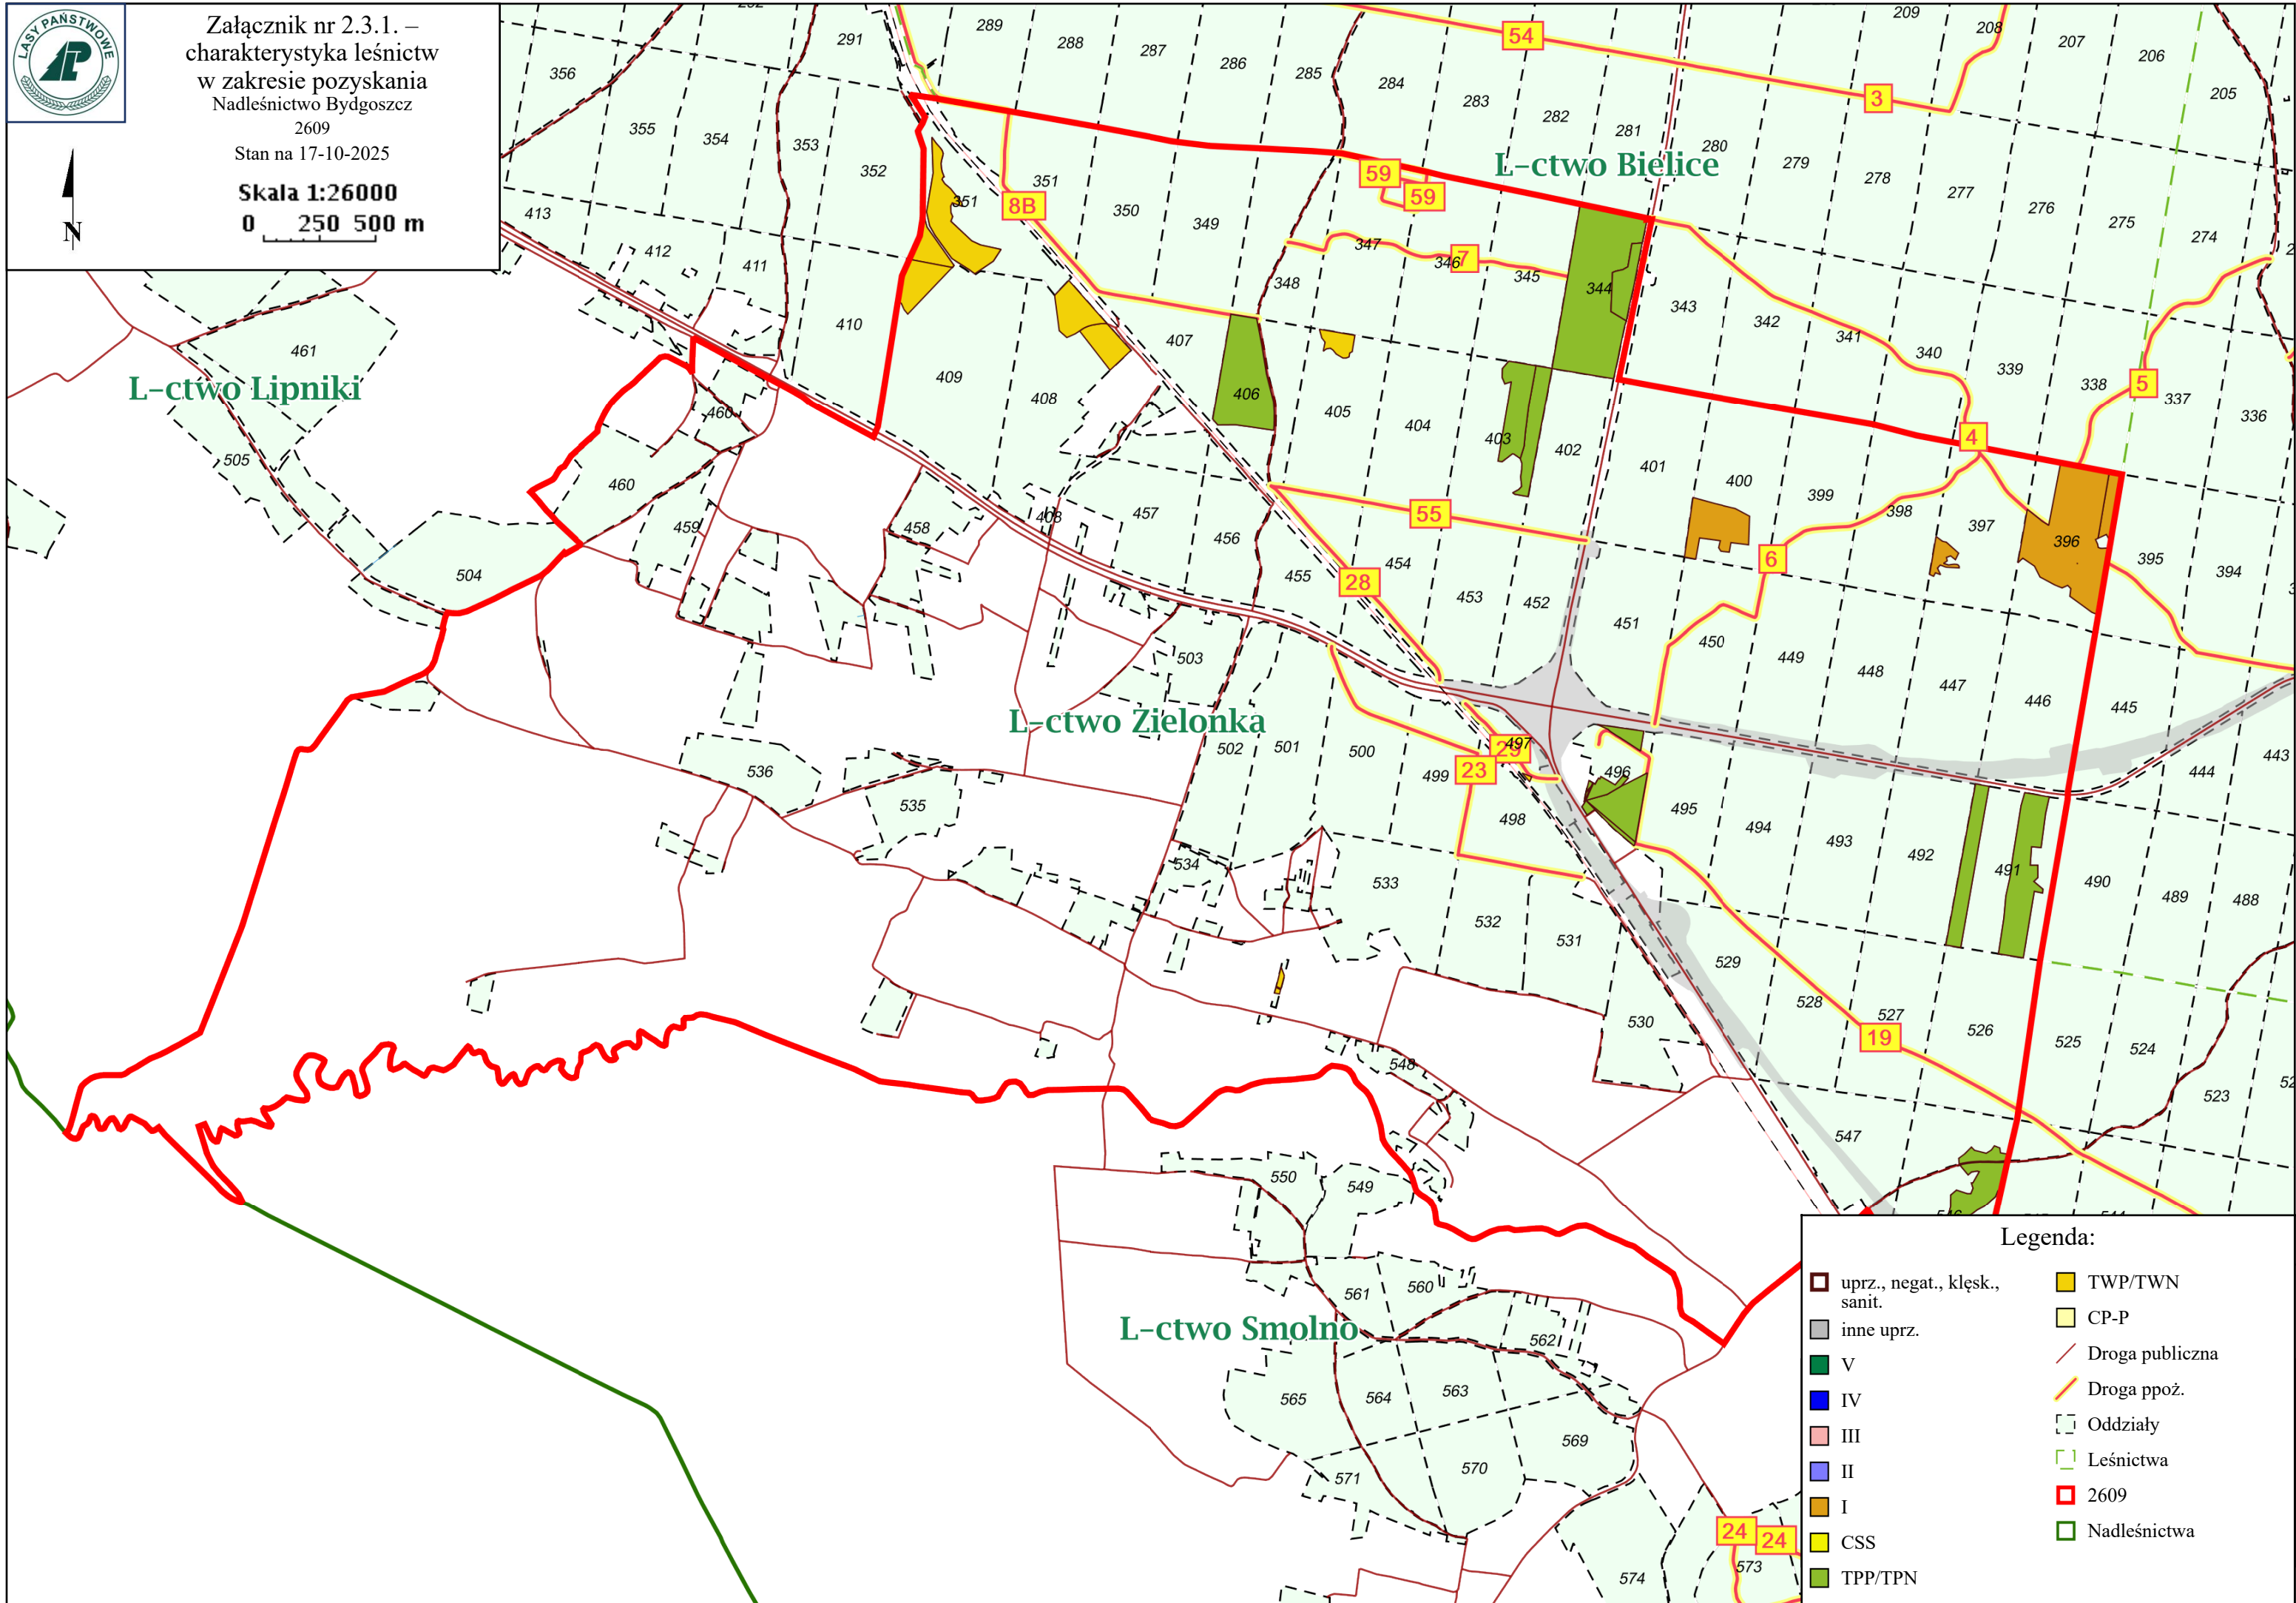 LASY PAŃSTWOWE
Załącznik nr 2.3.1. –
charakterystyka leśnictw
w zakresie pozyskania
Nadleśnictwo Bydgoszcz
2609
Stan na 17-10-2025
Skala 1:26000
0 250 500 m
N
291 289 288 287 286 285 284 283 282 281 280 279 278 277 276 275 274
209 208 207 206 205
54 3
356 355 354 353 352 351 351 350 349 348 347 346 345 344 343 342 341 340 339 338 337 336
L-ctwo Bielice
59 59 8B 7 5 4
413 412 411 410 409 408 407 406 405 404 403 402 401 400 399 398 397 396 395 394
461
L-ctwo Lipniki
505 504 460 460 459 458 408 457 456 455 454 453 452 451 450 449 448 447 446 445 444 443
55 28 6
503 502 501 500 499 498 497 496 495 494 493 492 491 490 489 488
L-ctwo Zielonka
29 23
536 535 534 533 532 531 530 529 528 527 526 525 524 523
19
550 549 548 547
L-ctwo Smolno
561 560 562 565 564 563 569 570 571 574 573
24 24
Legenda:
uprz., negat., klęsk.,
sanit.
inne uprz.
V
IV
III
II
I
CSS
TPP/TPN
TWP/TWN
CP-P
Droga publiczna
Droga ppoż.
Oddziały
Leśnictwa
2609
Nadleśnictwa